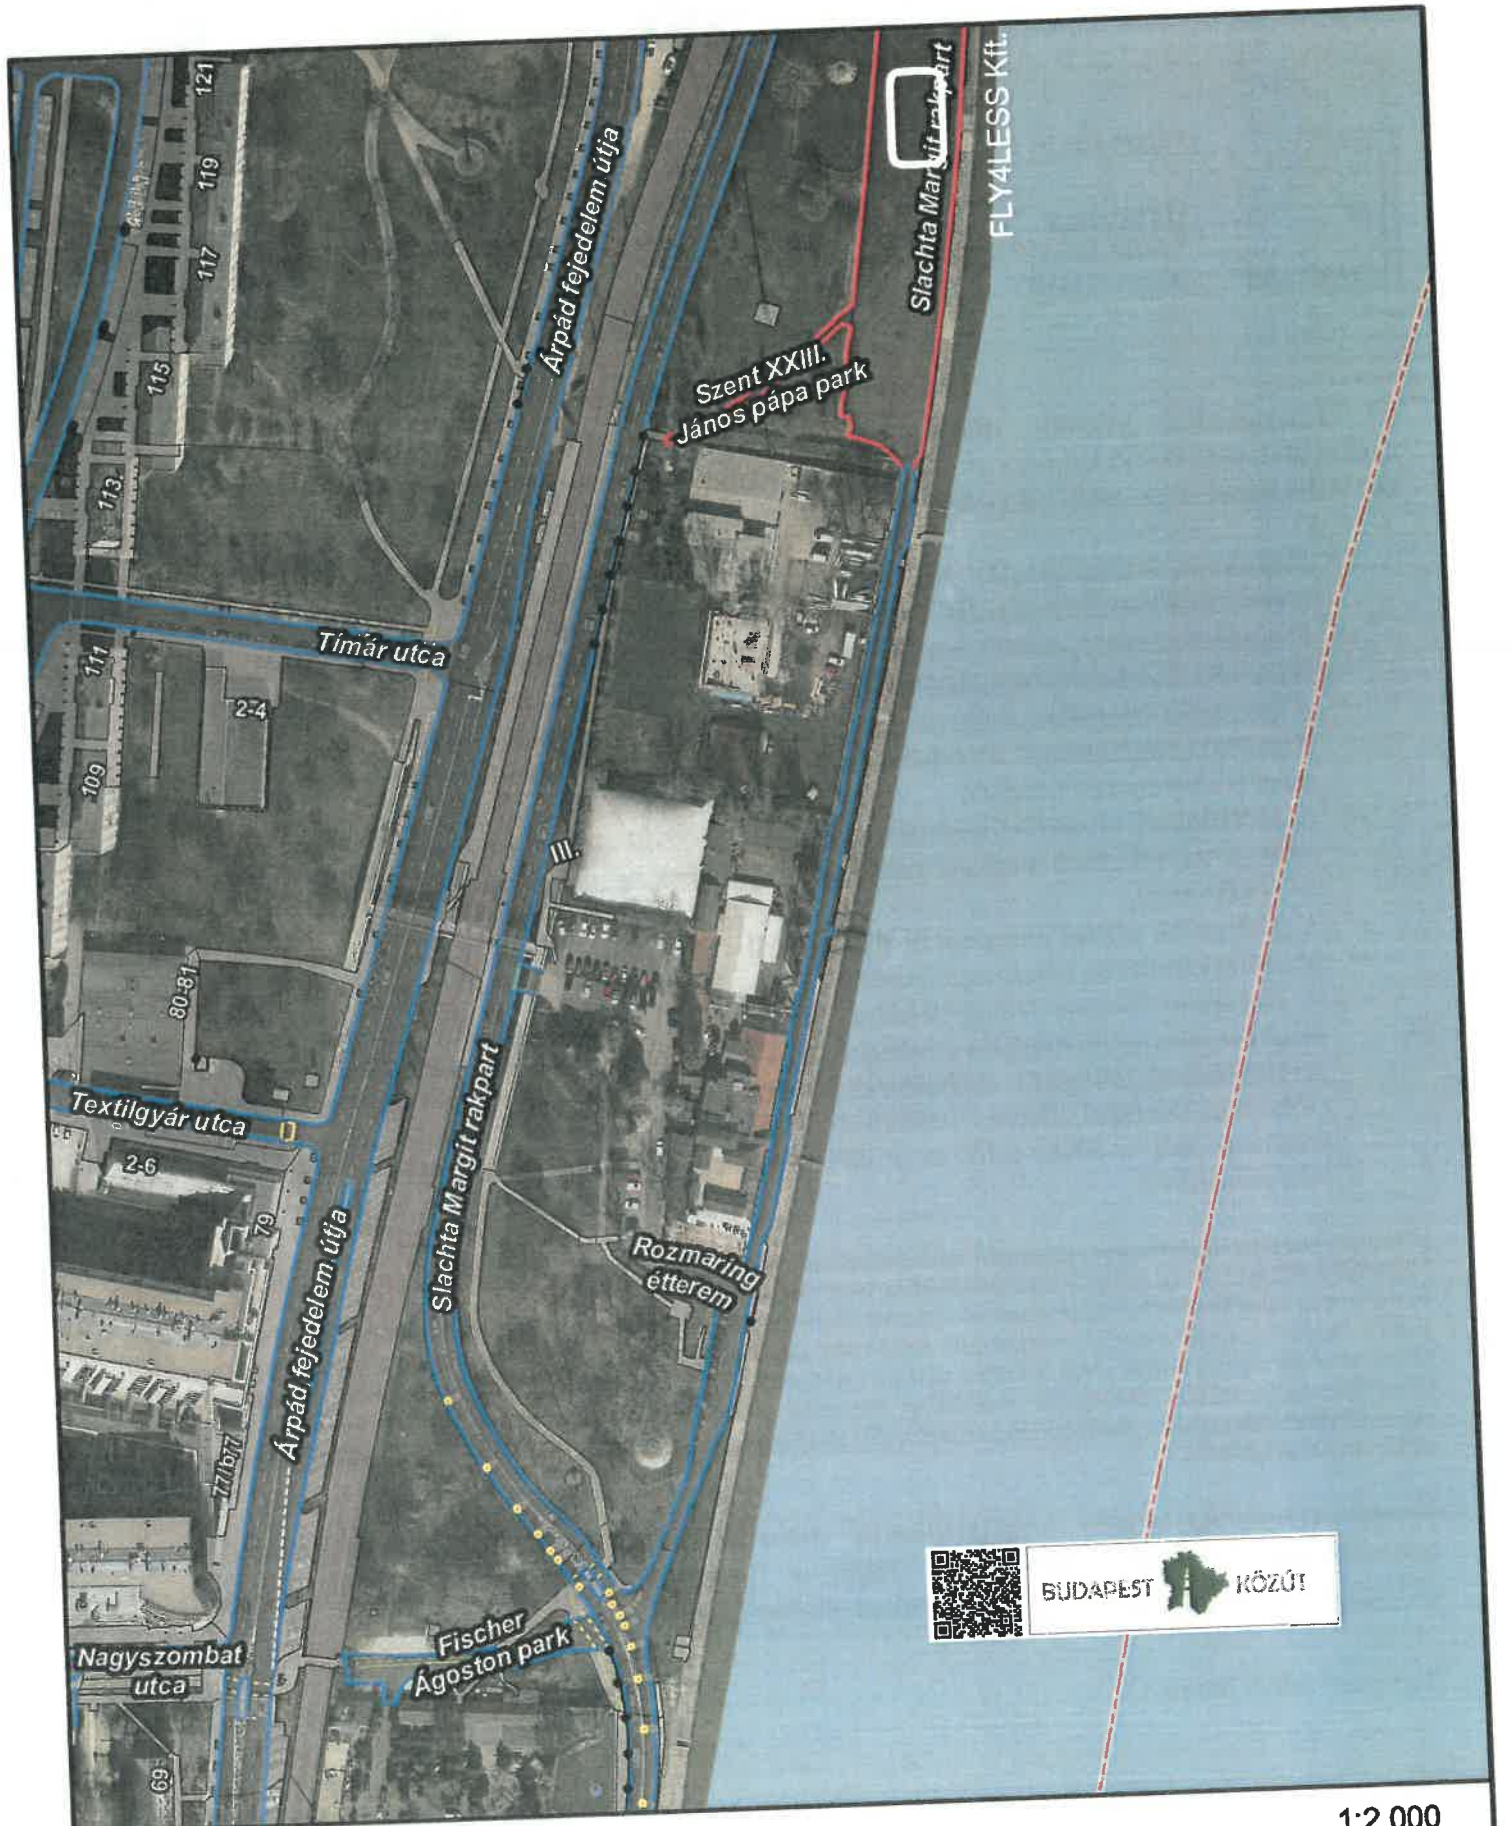 121
119
117
115
113
111
109
Árpád fejedelem útja
Slachta Margit rakpart
FLY4LESS Kft.
Szent XXIII.
János pápa park
Tímár utca
2-4
III.
80-81
Textilgyár utca
2-6
79
Slachta Margit rakpart
Árpád fejedelem útja
Rozmaring
étterem
77/b77
BUDAPEST KÖZÚT
Fischer
Ágoston park
Nagyszombat
utca
69
1:2 000